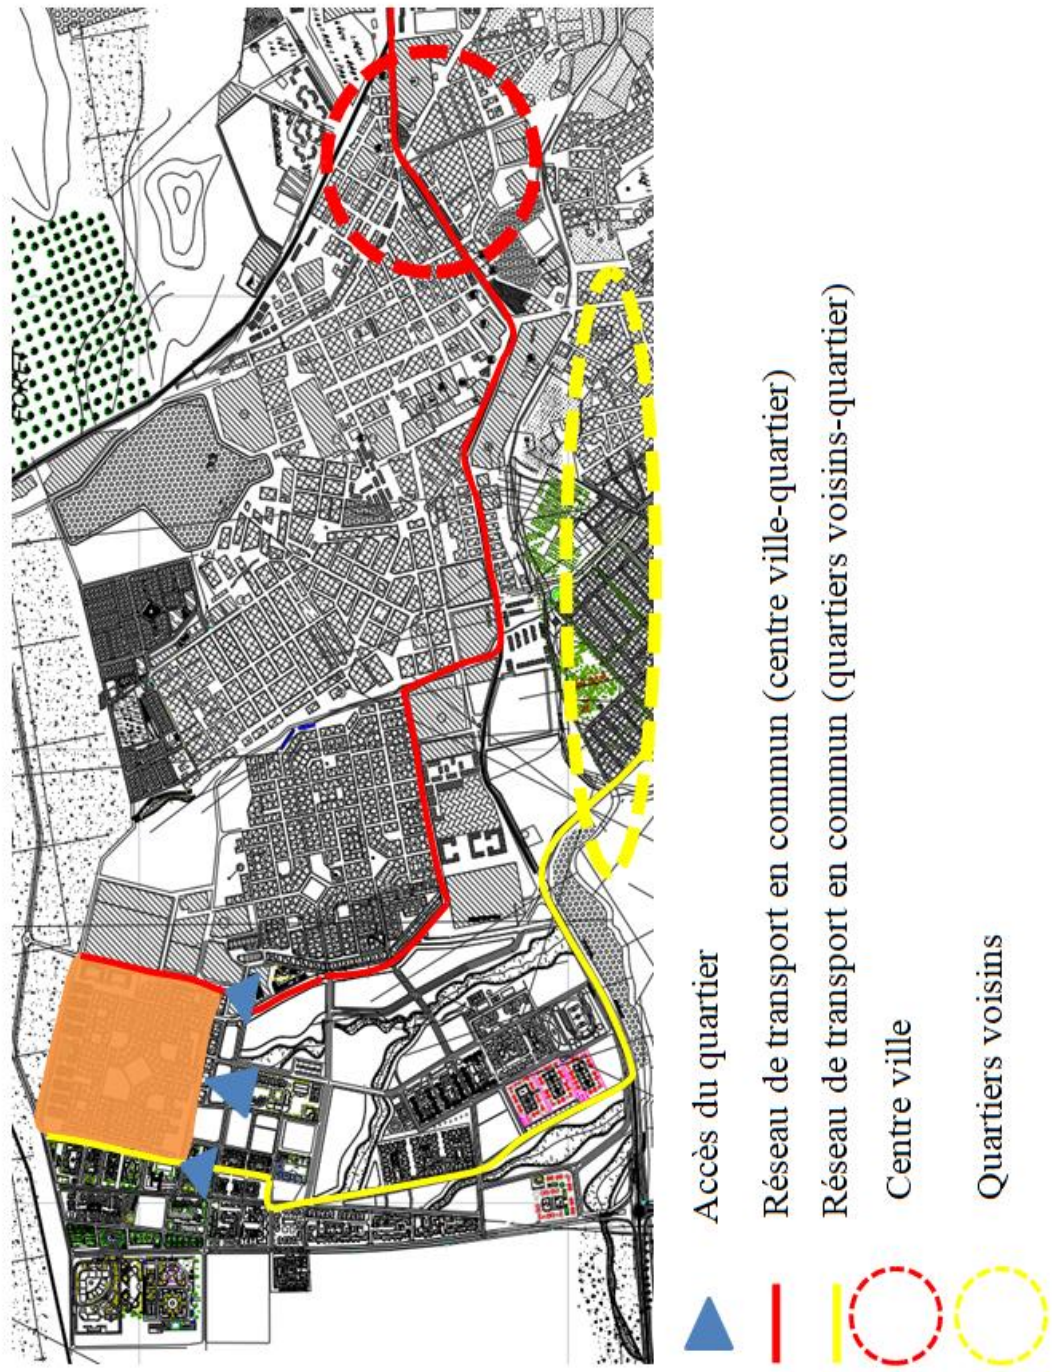 FORET
Accès du quartier
Réseau de transport en commun (centre ville-quartier)
Réseau de transport en commun (quartiers voisins-quartier)
Centre ville
Quartiers voisins